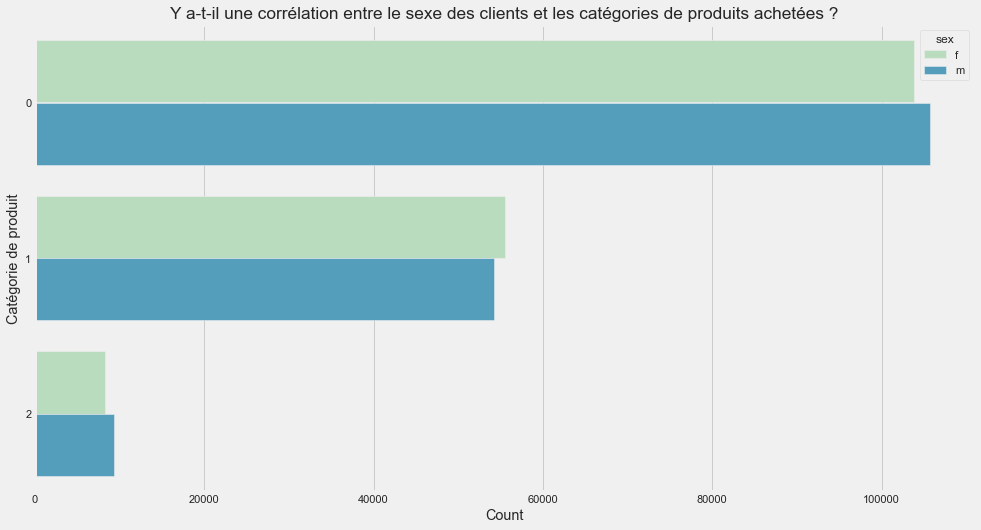 Y a-t-il une corrélation entre le sexe des clients et les catégories de produits achetées ?
sex
f
m
Catégorie de produit
0
1
2
0
20000
40000
60000
80000
100000
Count